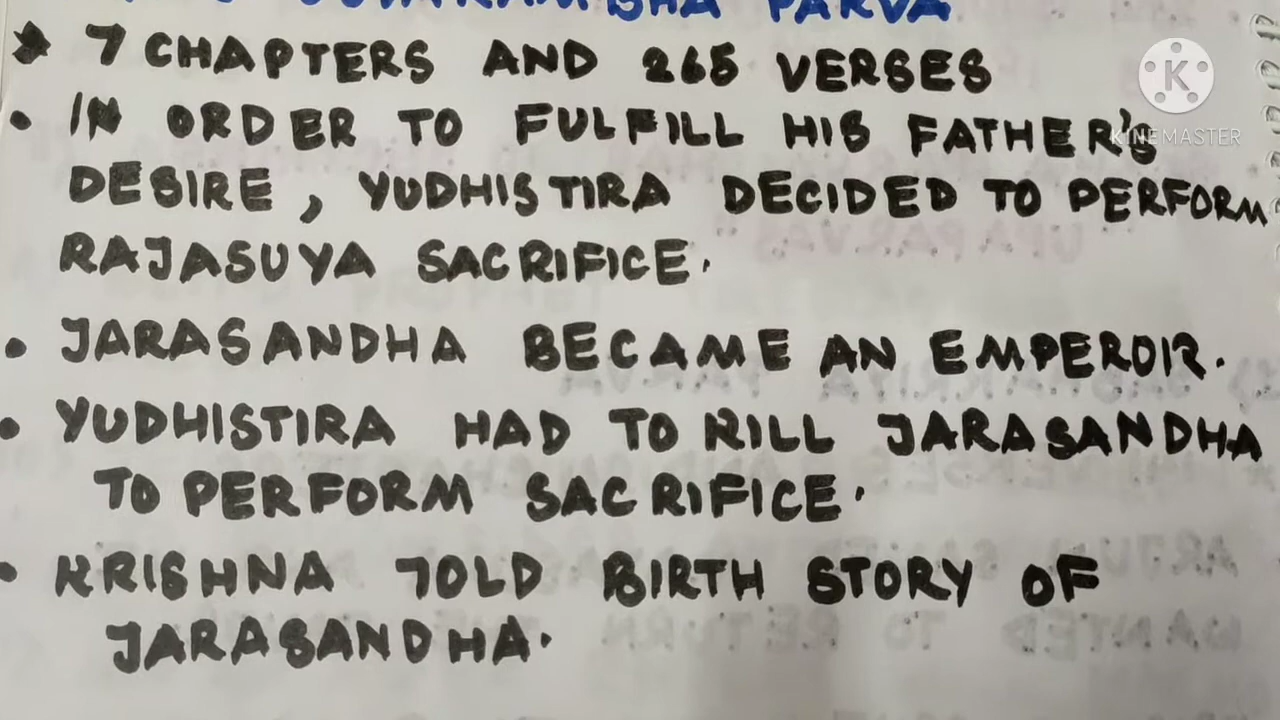 PARVA
7 CHAPTERS AND 265 VERSES
• IN ORDER TO FULFILL HIS FATHER'S
DESIRE, YUDHISTIRA DECIDED TO PERFORM
RAJASUYA SACRIFICE.
• JARASANDHA BECAME AN EMPEROR.
• YUDHISTIRA HAD TO KILL JARASANDHA
TO PERFORM SACRIFICE.
• KRISHNA TOLD BIRTH STORY OF
JARASANDHA.
K
KINEMASTER